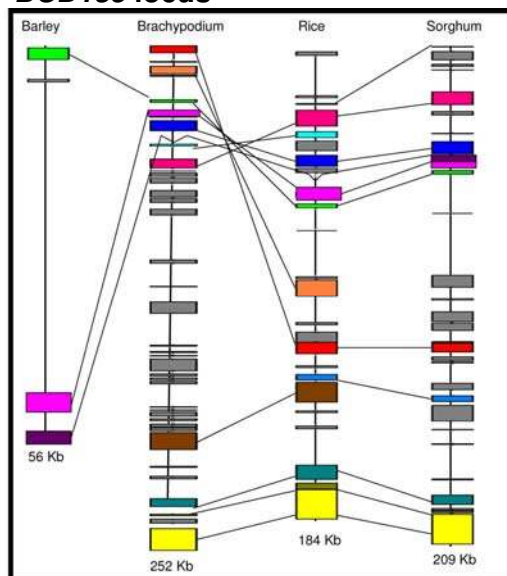 Barley Brachypodium Rice Sorghum
56 Kb
252 Kb
184 Kb
209 Kb